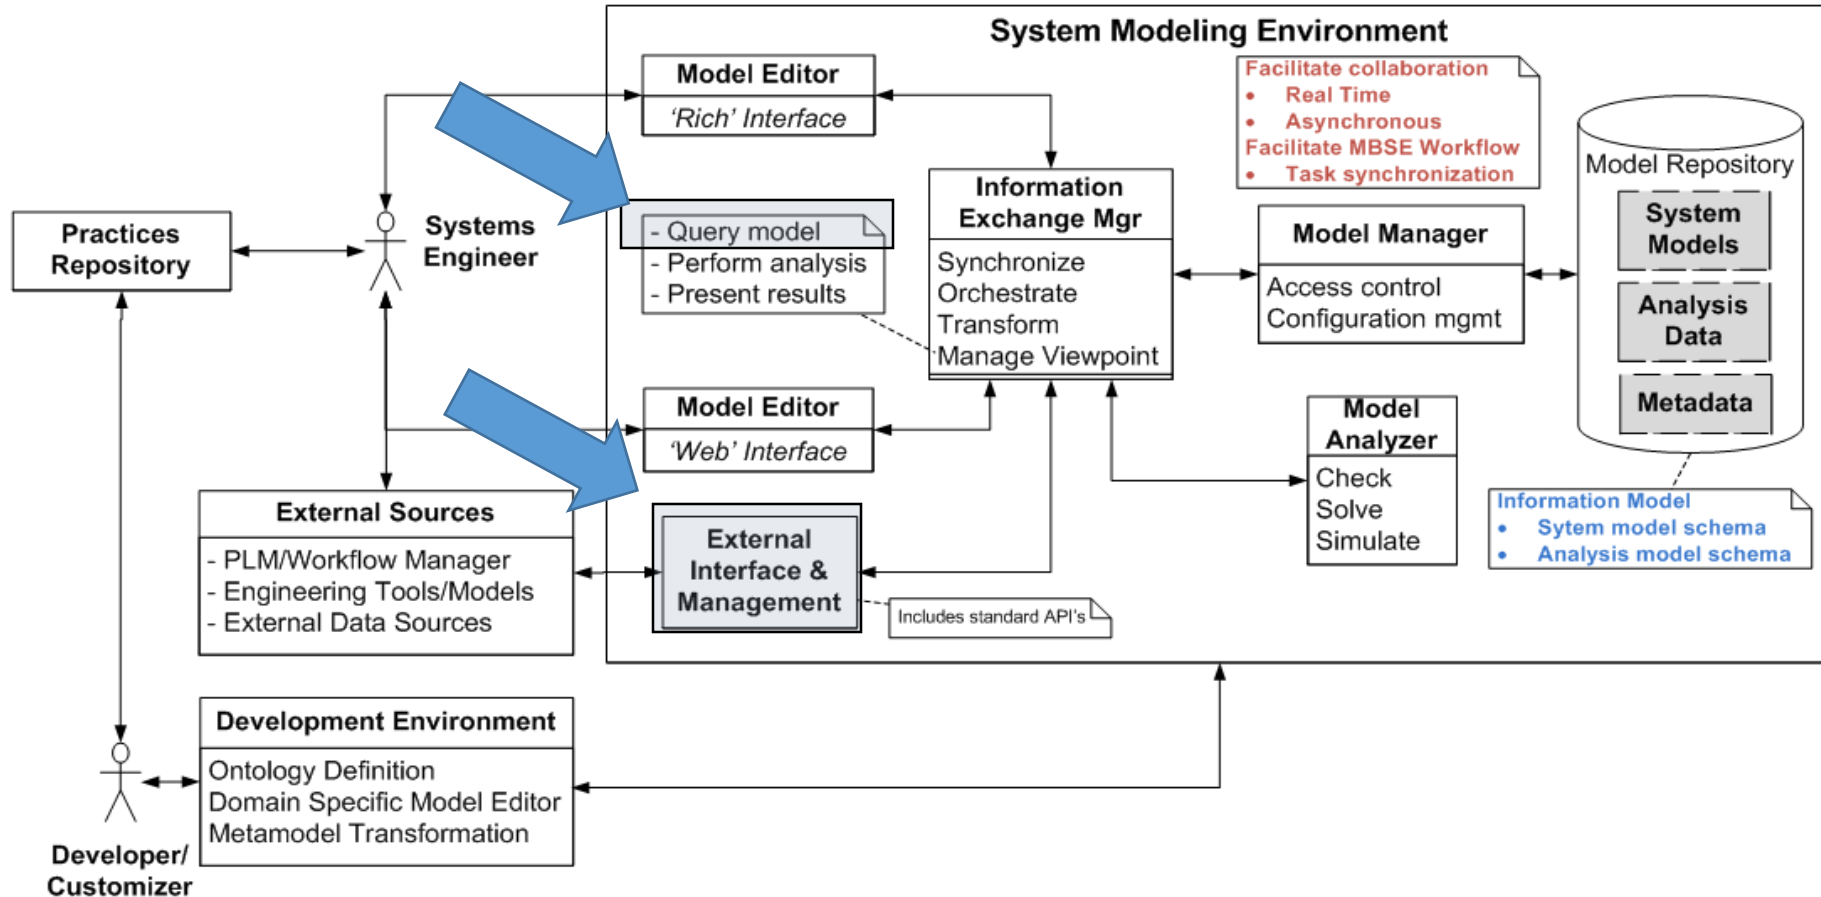 System Modeling Environment
Model Editor
‘Rich’ Interface
Facilitate collaboration
• Real Time
• Asynchronous
Facilitate MBSE Workflow
• Task synchronization
Model Repository
System
Models
Analysis
Data
Metadata
Information
Exchange Mgr
Synchronize
Orchestrate
Transform
Manage Viewpoint
Model Manager
Access control
Configuration mgmt
- Query model
- Perform analysis
- Present results
Practices
Repository
Systems
Engineer
Model Editor
‘Web’ Interface
Model
Analyzer
Check
Solve
Simulate
Information Model
• Sytem model schema
• Analysis model schema
External Sources
- PLM/Workflow Manager
- Engineering Tools/Models
- External Data Sources
External
Interface &
Management
Includes standard API's
Development Environment
Ontology Definition
Domain Specific Model Editor
Metamodel Transformation
Developer/
Customizer